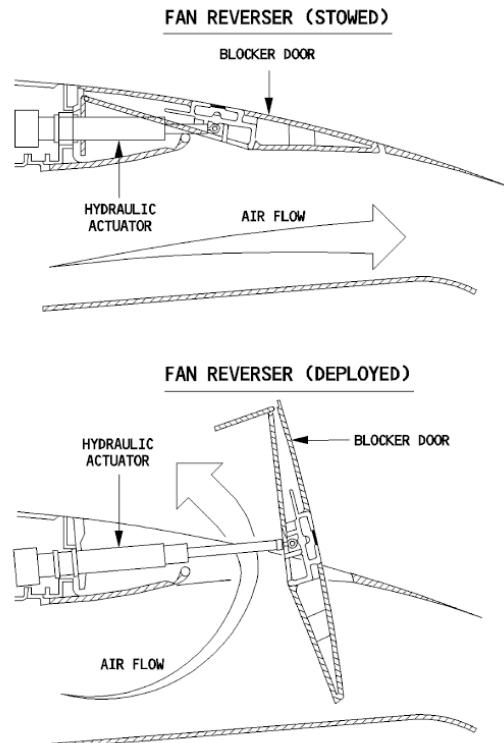 FAN REVERSER (STOWED)
BLOCKER DOOR
HYDRAULIC
ACTUATOR
AIR FLOW
FAN REVERSER (DEPLOYED)
HYDRAULIC
ACTUATOR
BLOCKER DOOR
AIR FLOW